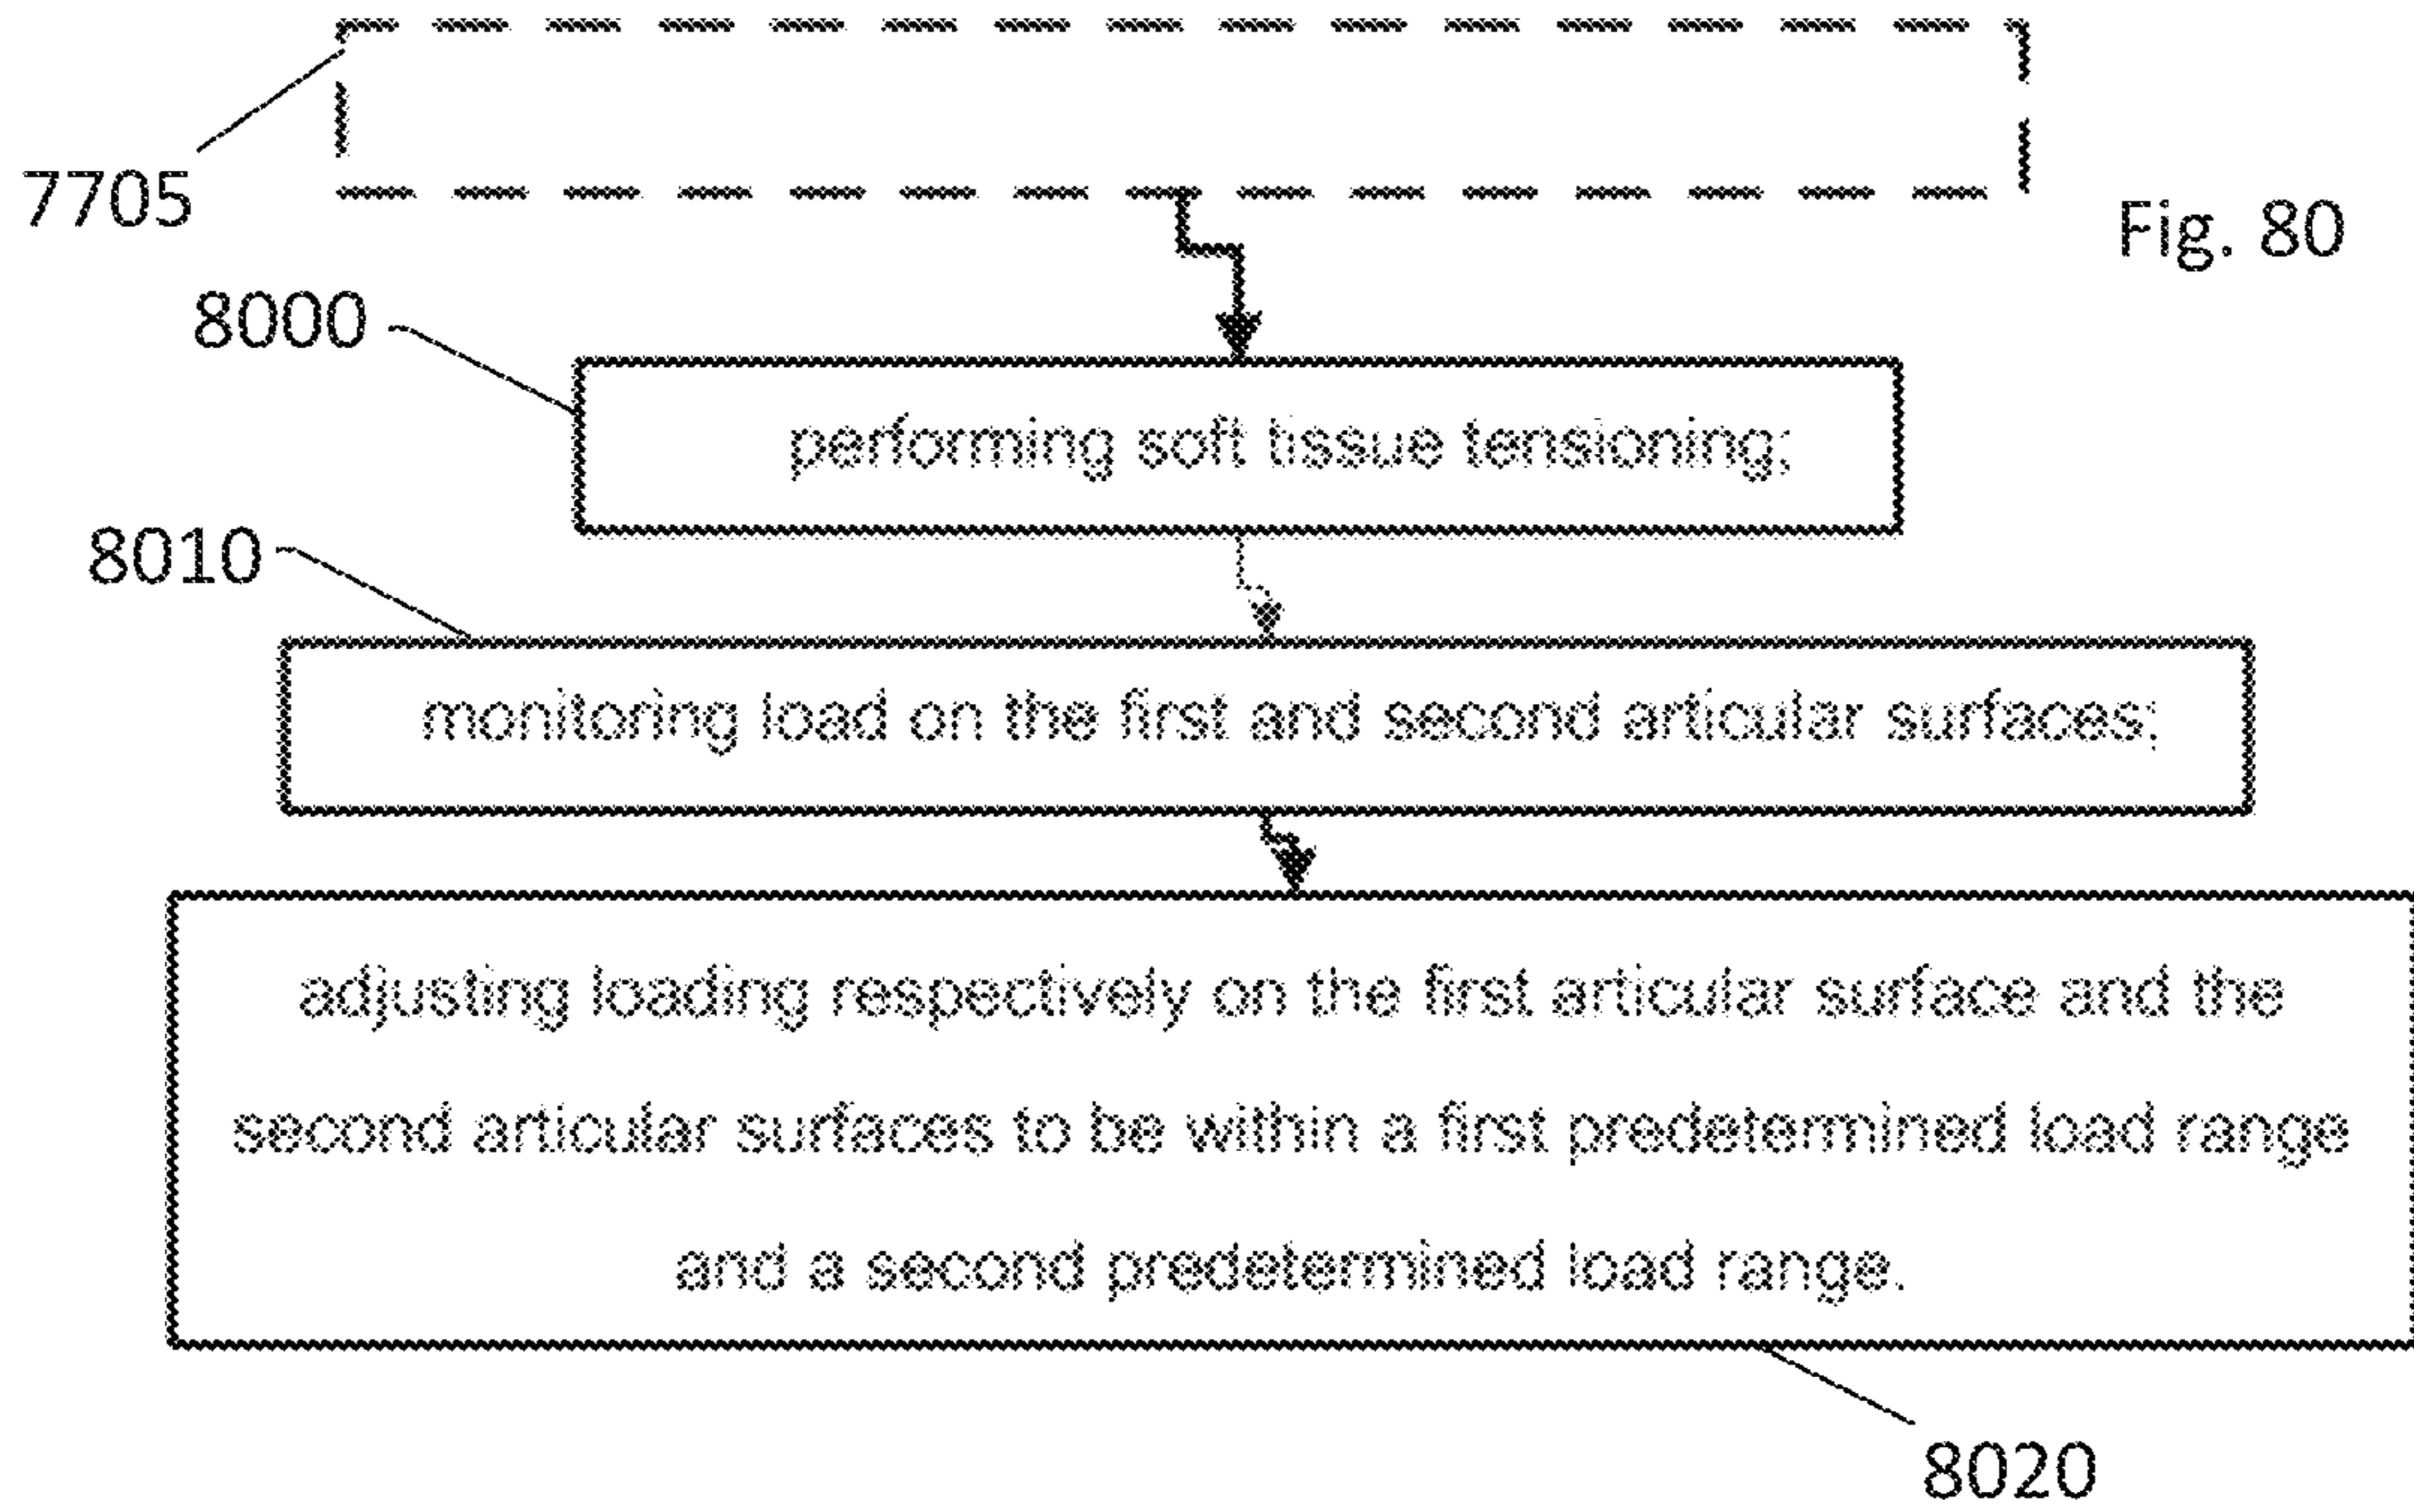 7705
Fig. 80
8000
performing soft tissue tensioning;
8010
monitoring load on the first and second articular surfaces;
adjusting loading respectively on the first articular surface and the
second articular surfaces to be within a first predetermined load range
and a second predetermined load range.
8020